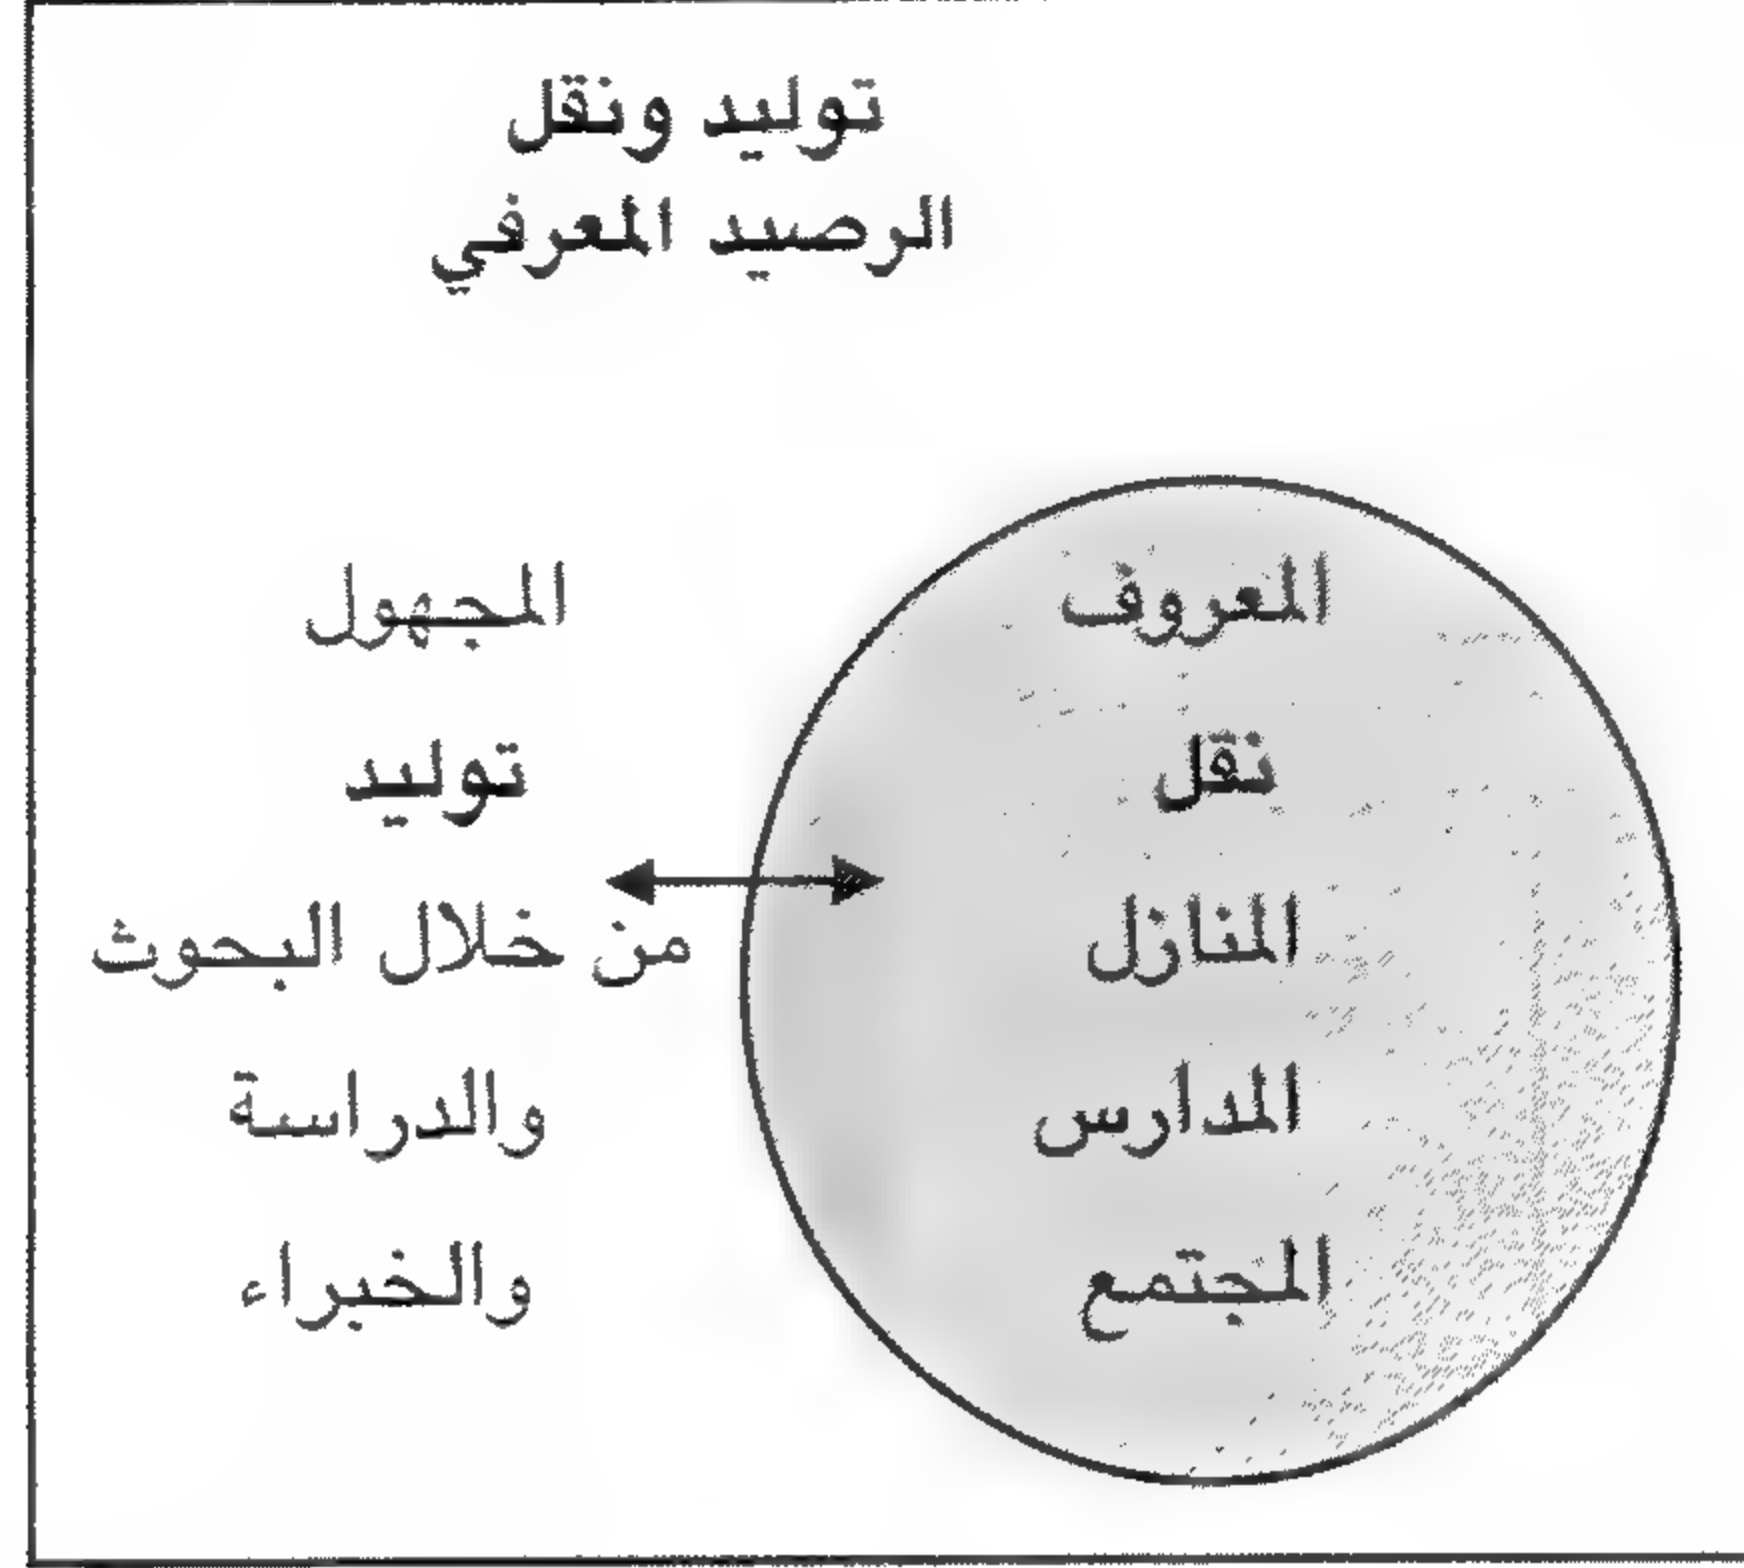 توليد ونقل
الرصيد المعرفي
المعروف
نقل
المنازل
المدارس
المجتمع
المجهول
توليد
من خلال البحوث
والدراسة
والخبراء